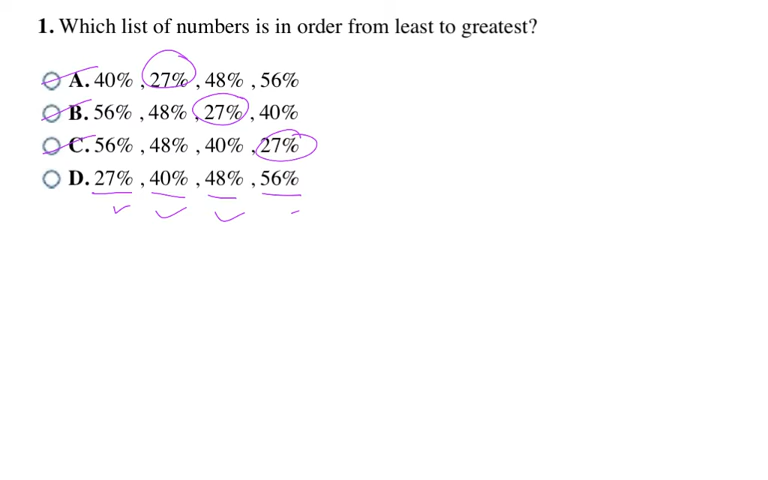 1. Which list of numbers is in order from least to greatest?
A. 40% , 27% , 48% , 56%
B. 56% , 48% , 27% , 40%
C. 56% , 48% , 40% , 27%
D. 27% , 40% , 48% , 56%